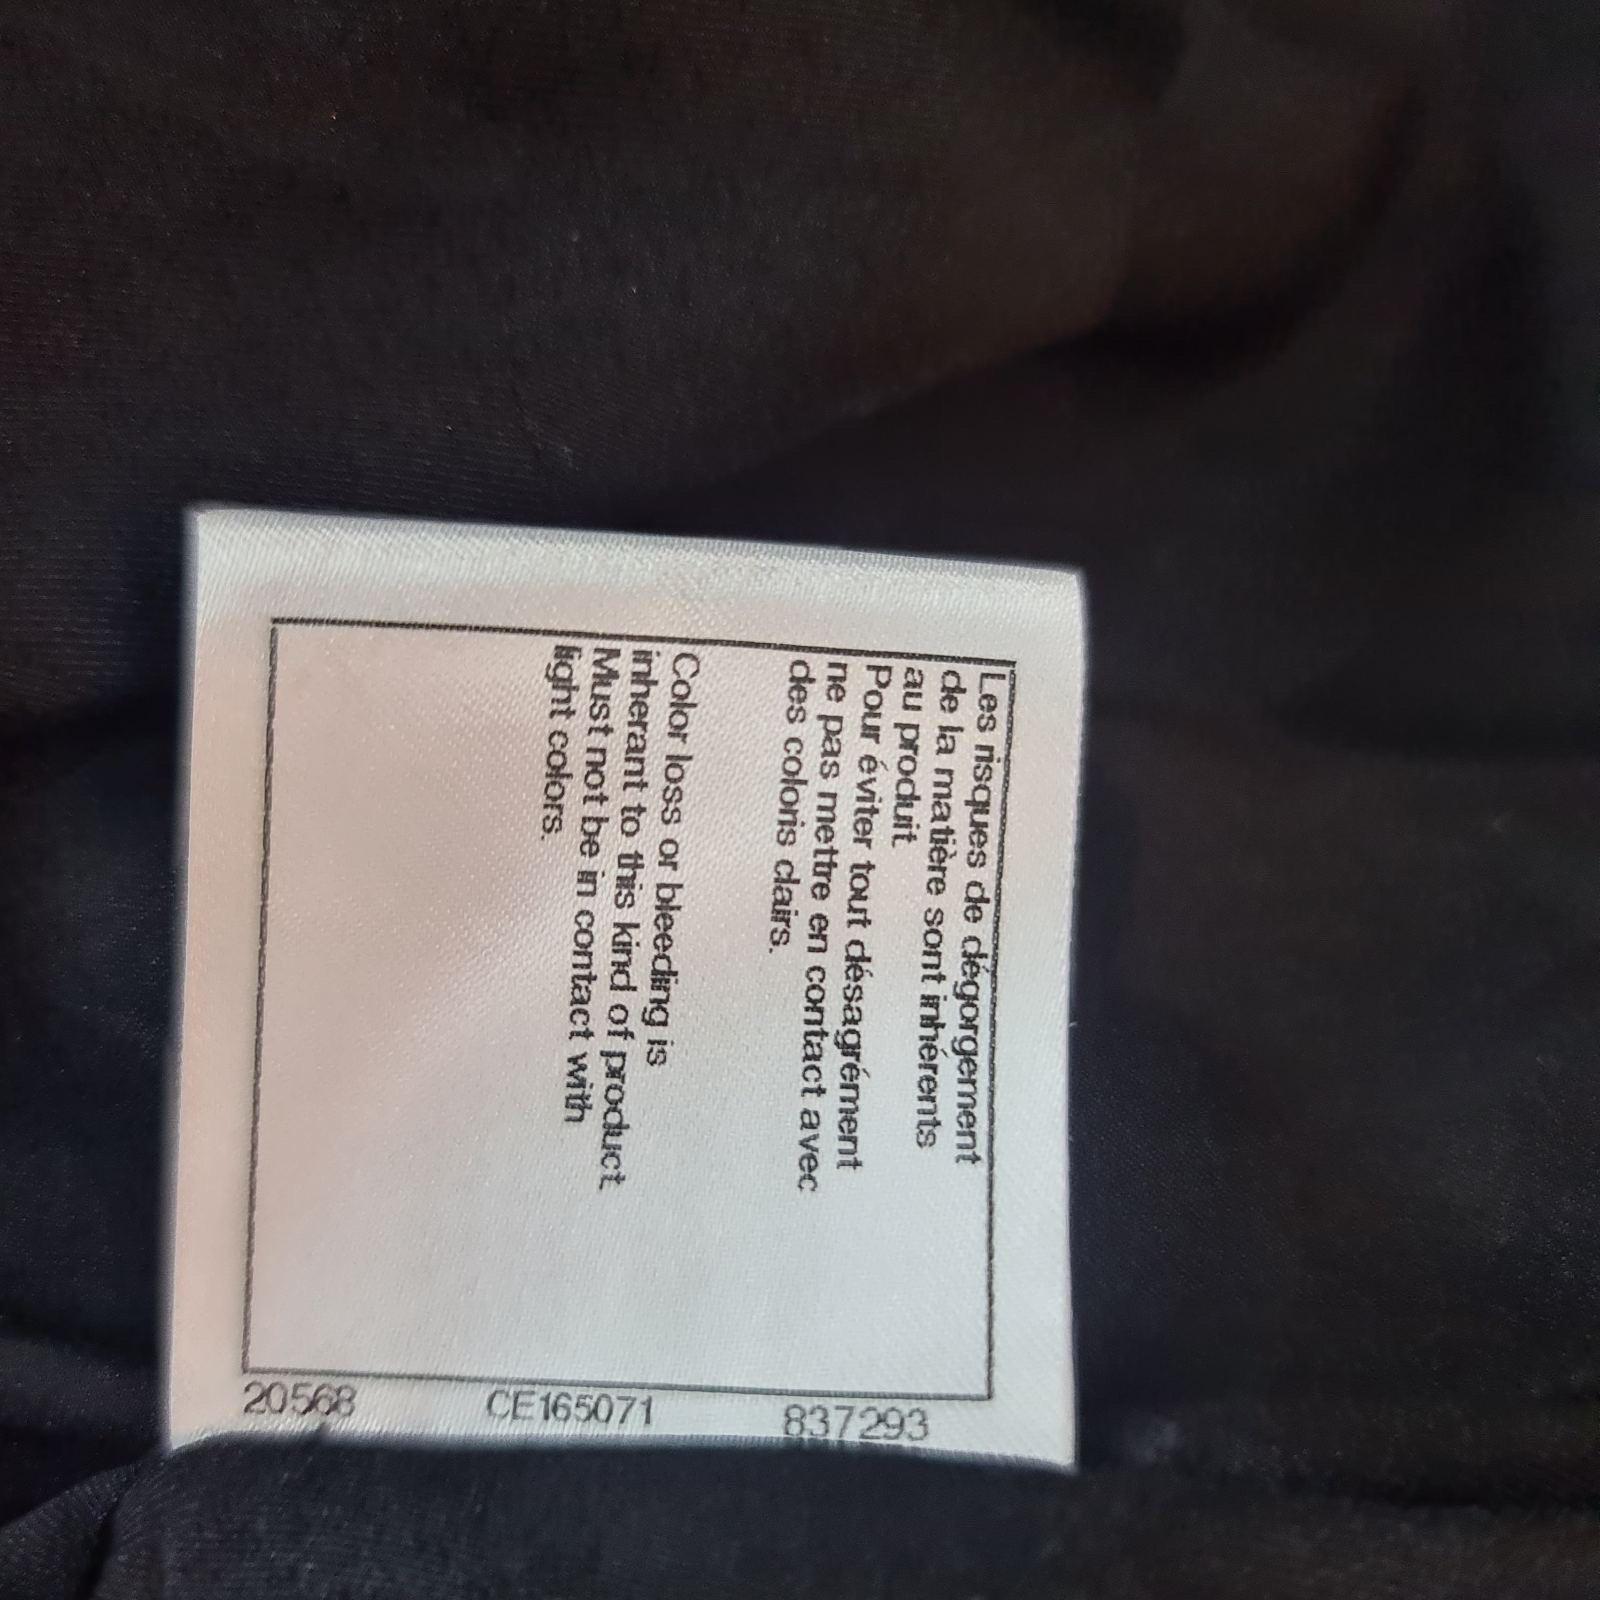 Les risques de dégorgement
de la matière sont inhérents
au produit.
Pour éviter tout désagrément
ne pas mettre en contact avec
des coloris clairs.
Color loss or bleeding is
inherant to this kind of product.
Must not be in contact with
light colors.
20568 CE165071 837293